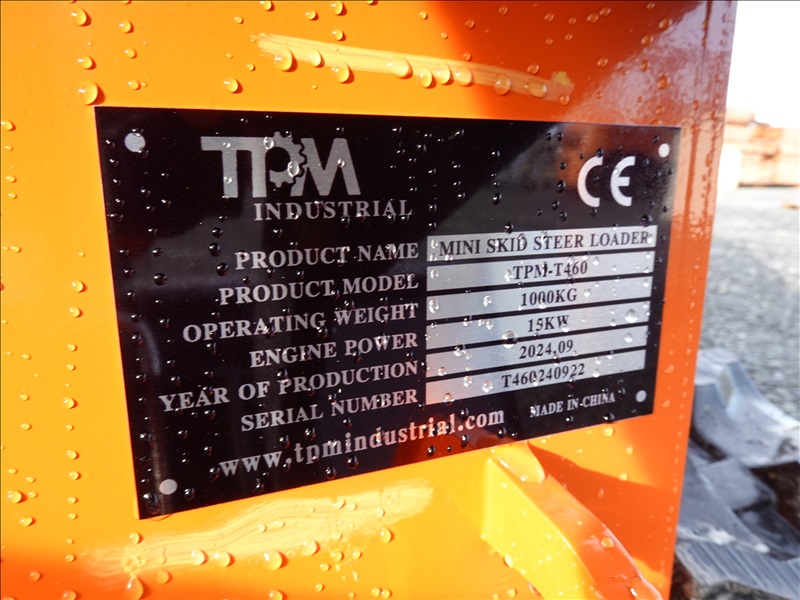 TPM
INDUSTRIAL
CE
PRODUCT NAME MINI SKID STEER LOADER
PRODUCT MODEL TPM-T460
OPERATING WEIGHT 1000KG
ENGINE POWER 15KW
YEAR OF PRODUCTION 2024,09
SERIAL NUMBER T460240922
www.tpmindustrial.com MADE IN-CHINA